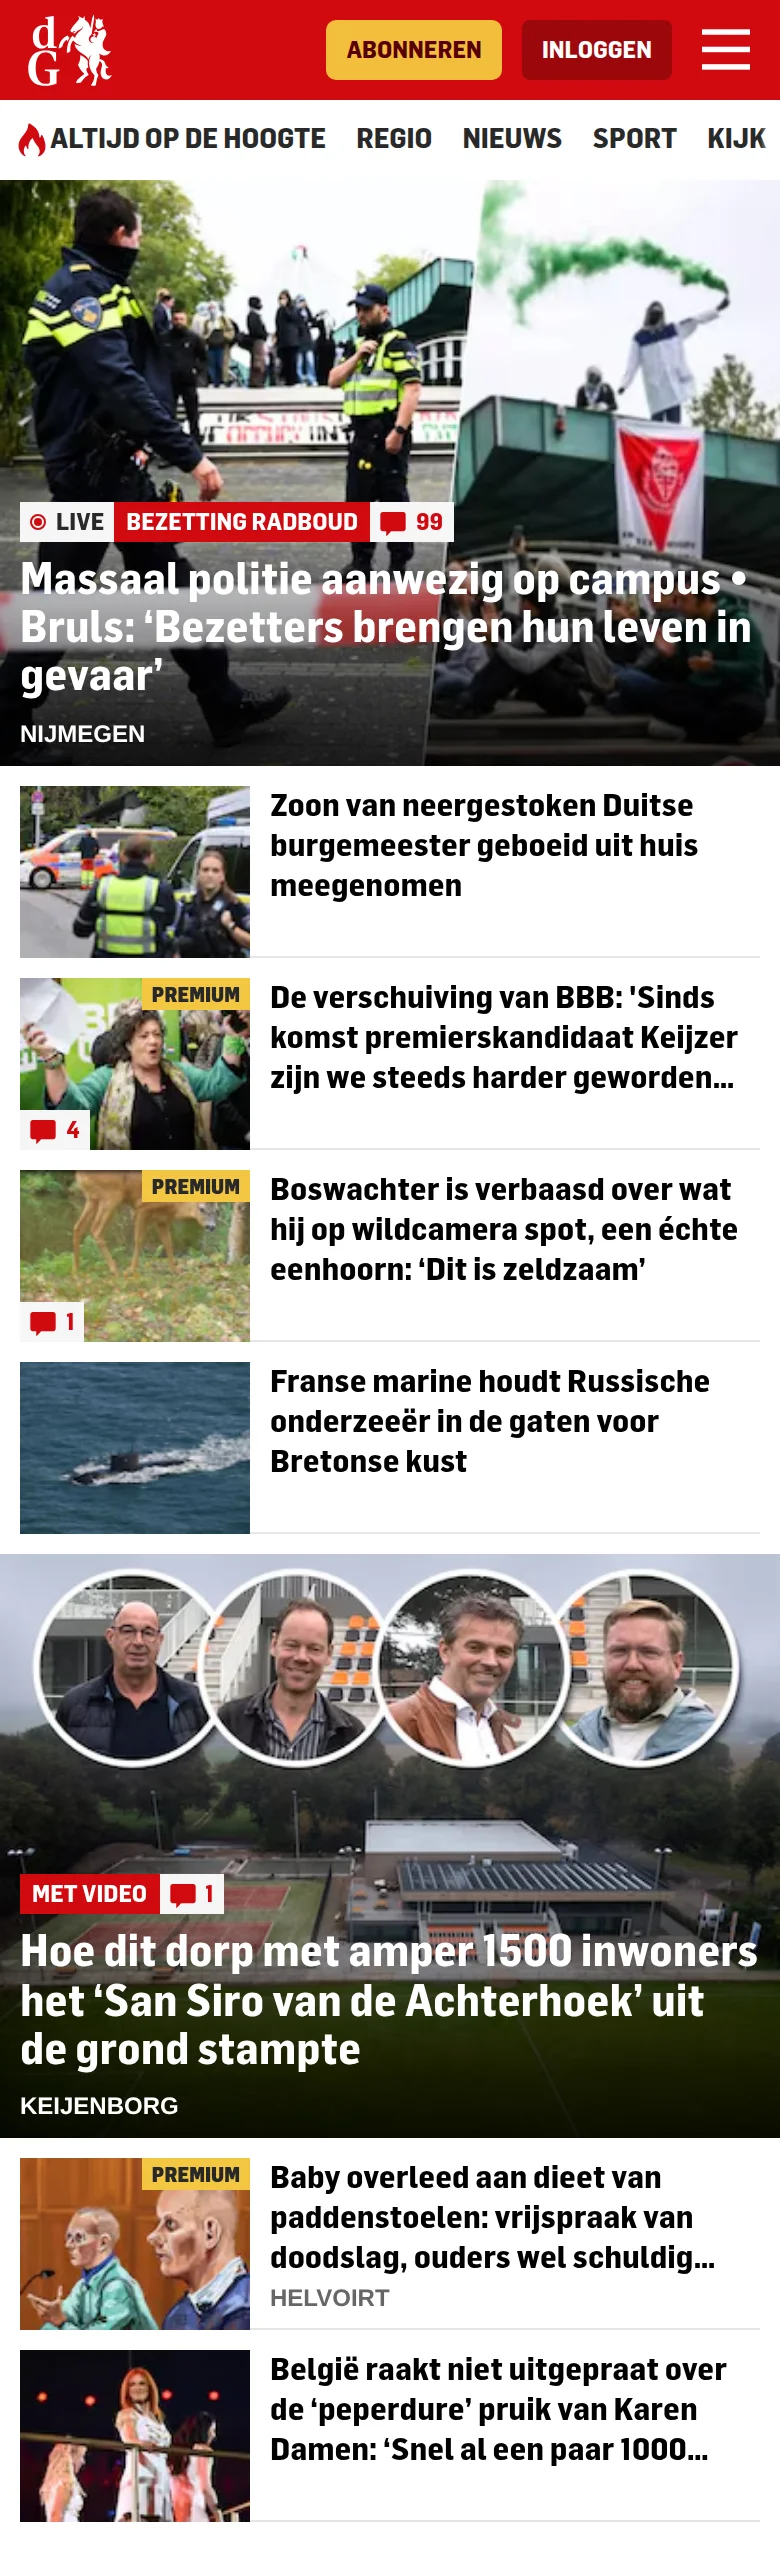 dG
ABONNEREN
INLOGGEN
ALTIJD OP DE HOOGTE
REGIO
NIEUWS
SPORT
KIJK
LIVE
BEZETTING RADBOUD
99
Massaal politie aanwezig op campus •
Bruls: ‘Bezetters brengen hun leven in
gevaar’
NIJMEGEN
Zoon van neergestoken Duitse
burgemeester geboeid uit huis
meegenomen
PREMIUM
4
De verschuiving van BBB: 'Sinds
komst premierskandidaat Keijzer
zijn we steeds harder geworden...
PREMIUM
1
Boswachter is verbaasd over wat
hij op wildcamera spot, een échte
eenhoorn: ‘Dit is zeldzaam’
Franse marine houdt Russische
onderzeeër in de gaten voor
Bretonse kust
MET VIDEO
1
Hoe dit dorp met amper 1500 inwoners
het ‘San Siro van de Achterhoek’ uit
de grond stampte
KEIJENBORG
PREMIUM
Baby overleed aan dieet van
paddenstoelen: vrijspraak van
doodslag, ouders wel schuldig...
HELVOIRT
België raakt niet uitgepraat over
de ‘peperdure’ pruik van Karen
Damen: ‘Snel al een paar 1000...